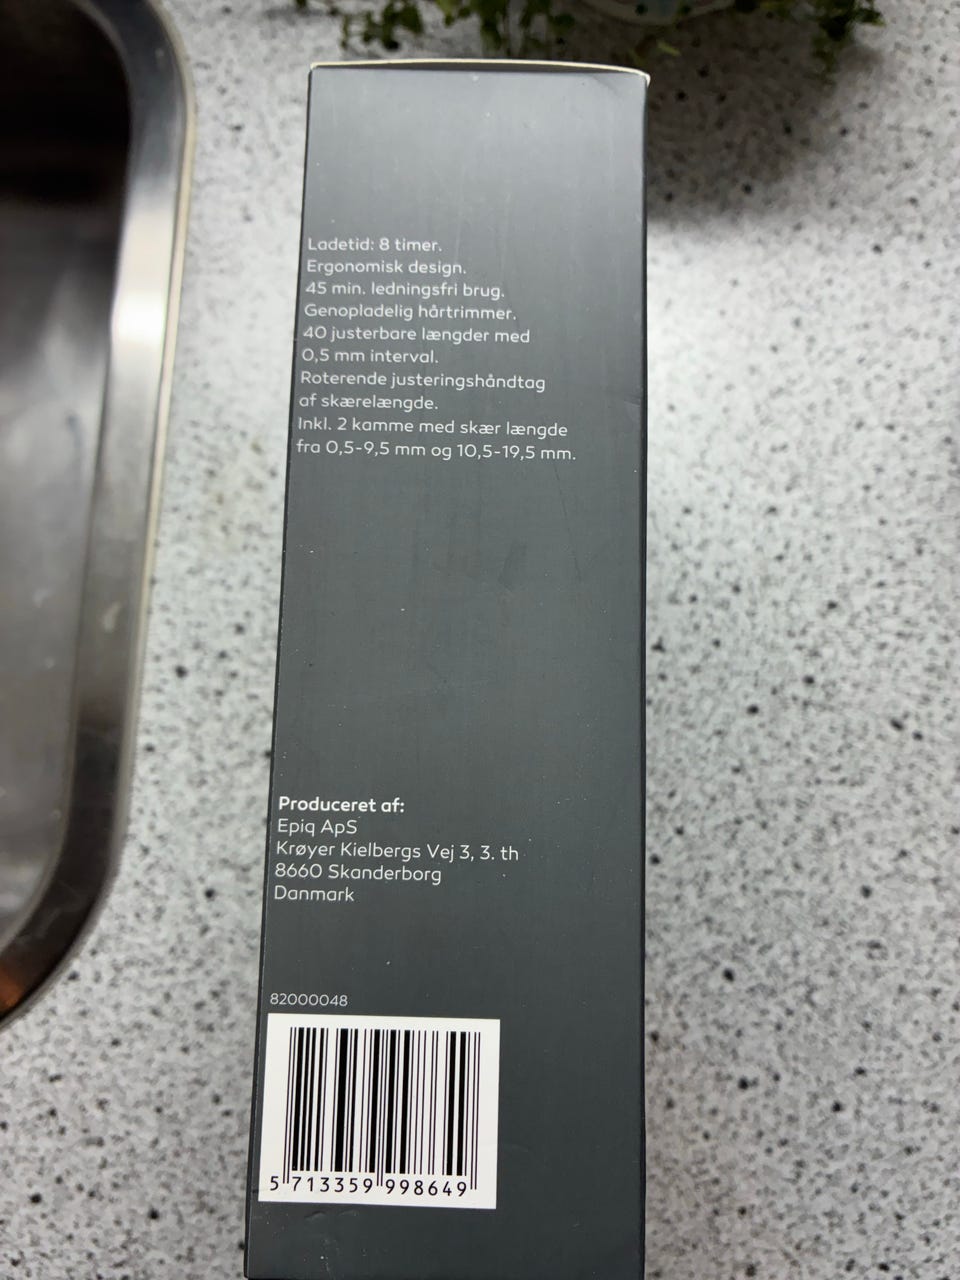 Ladetid: 8 timer.
Ergonomisk design.
45 min. ledningsfri brug.
Genopladelig hårtrimmer.
40 justerbare længder med
0,5 mm interval.
Roterende justeringshåndtag
af skærelængde.
Inkl. 2 kamme med skær længde
fra 0,5-9,5 mm og 10,5-19,5 mm.
Produceret af:
Epiq ApS
Krøyer Kielbergs Vej 3, 3. th
8660 Skanderborg
Danmark
82000048
5 713359 998649